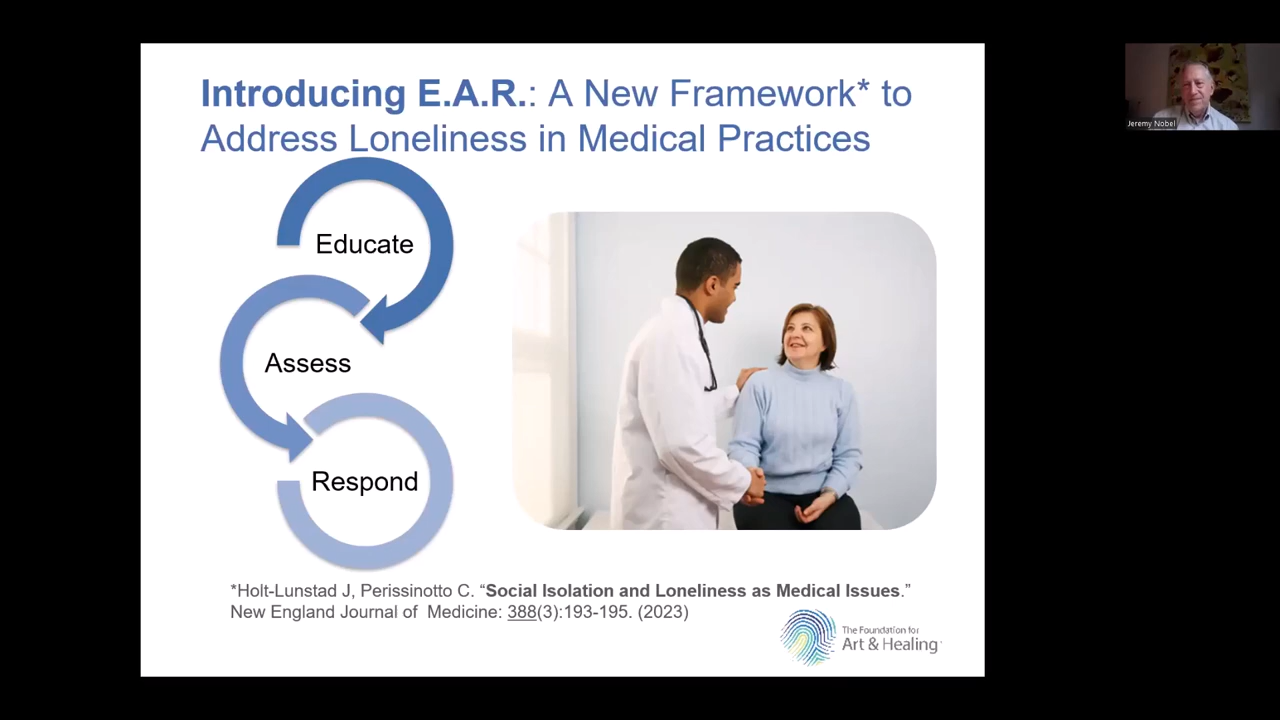 Introducing E.A.R.: A New Framework* to
Address Loneliness in Medical Practices
Educate
Assess
Respond
*Holt-Lunstad J, Perissinotto C. “Social Isolation and Loneliness as Medical Issues.”
New England Journal of Medicine: 388(3):193-195. (2023)
The Foundation for
Art & Healing
Jeremy Nobel